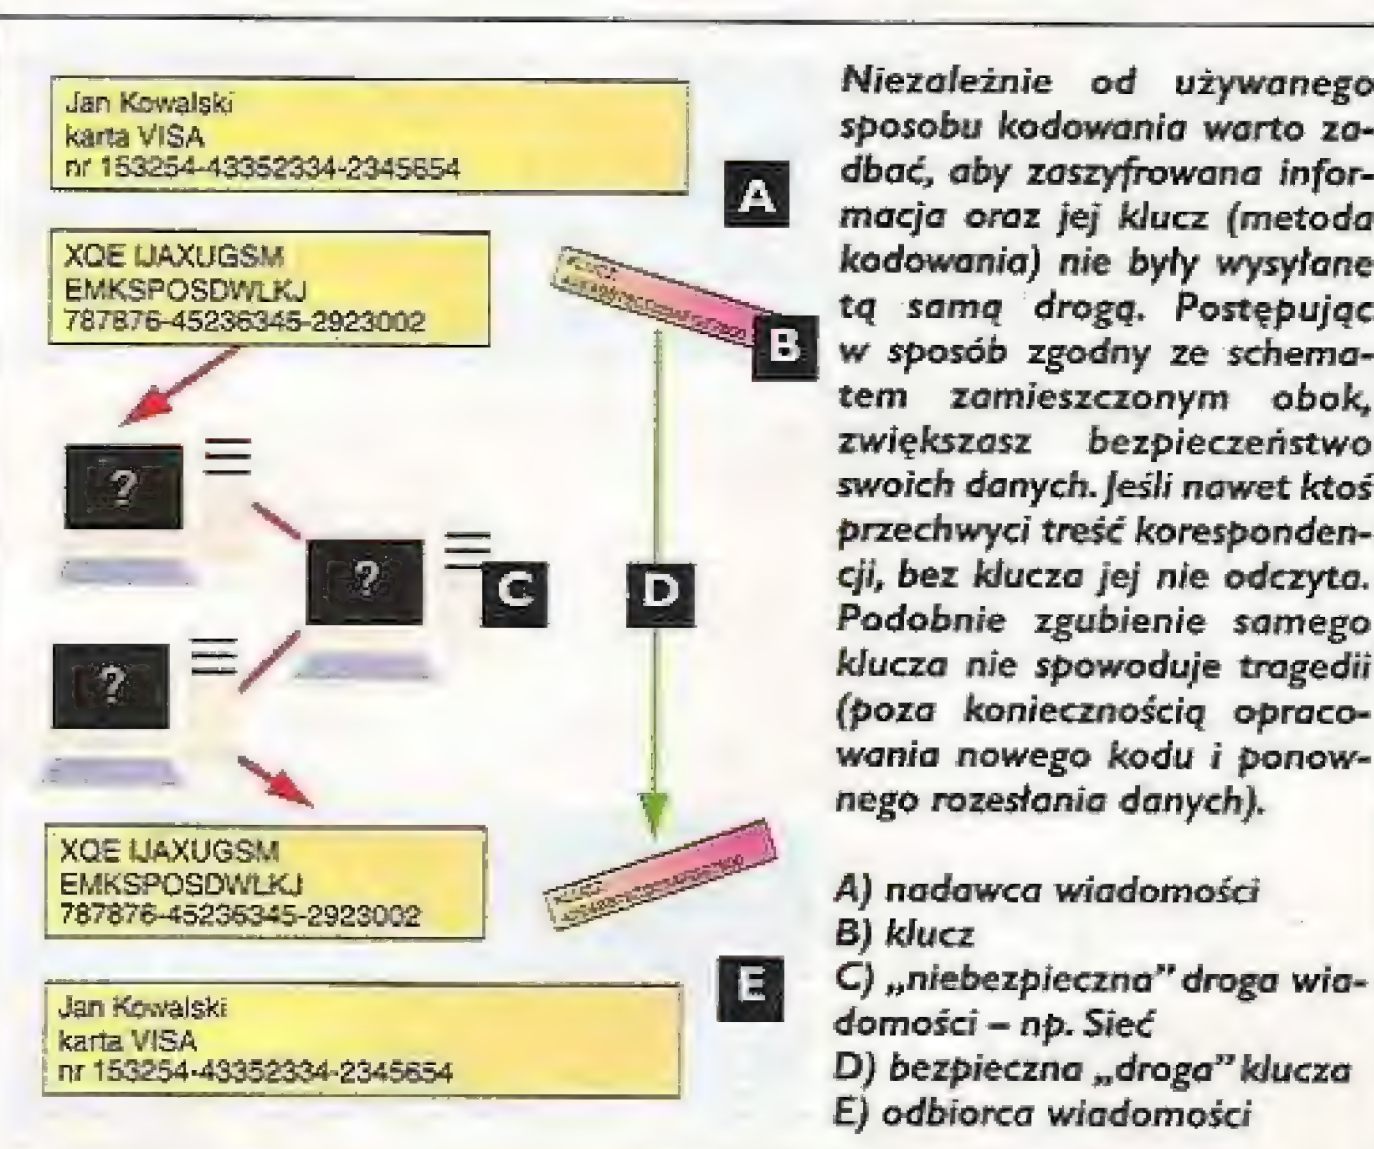 Jan Kowalski
karta VISA
nr 153254-43352334-2345654
A
XQE IJAXUGSM
EMKSPOSDWLKJ
787876-45236345-2923002
B
?
?
C
D
?
XQE IJAXUGSM
EMKSPOSDWLKJ
787876-45236345-2923002
E
Jan Kowalski
karta VISA
nr 153254-43352334-2345654
Niezależnie od używanego
sposobu kodowania warto za-
dbać, aby zaszyfrowana infor-
macja oraz jej klucz (metoda
kodowania) nie były wysyłane
tą samą drogą. Postępując
w sposób zgodny ze schema-
tem zamieszczonym obok,
zwiększasz bezpieczeństwo
swoich danych. Jeśli nawet ktoś
przechwyci treść koresponden-
cji, bez klucza jej nie odczyta.
Podobnie zgubienie samego
klucza nie spowoduje tragedii
(poza koniecznością opraco-
wania nowego kodu i ponow-
nego rozesłania danych).
A) nadawca wiadomości
B) klucz
C) „niebezpieczna” droga wia-
domości – np. Sieć
D) bezpieczna „droga” klucza
E) odbiorca wiadomości